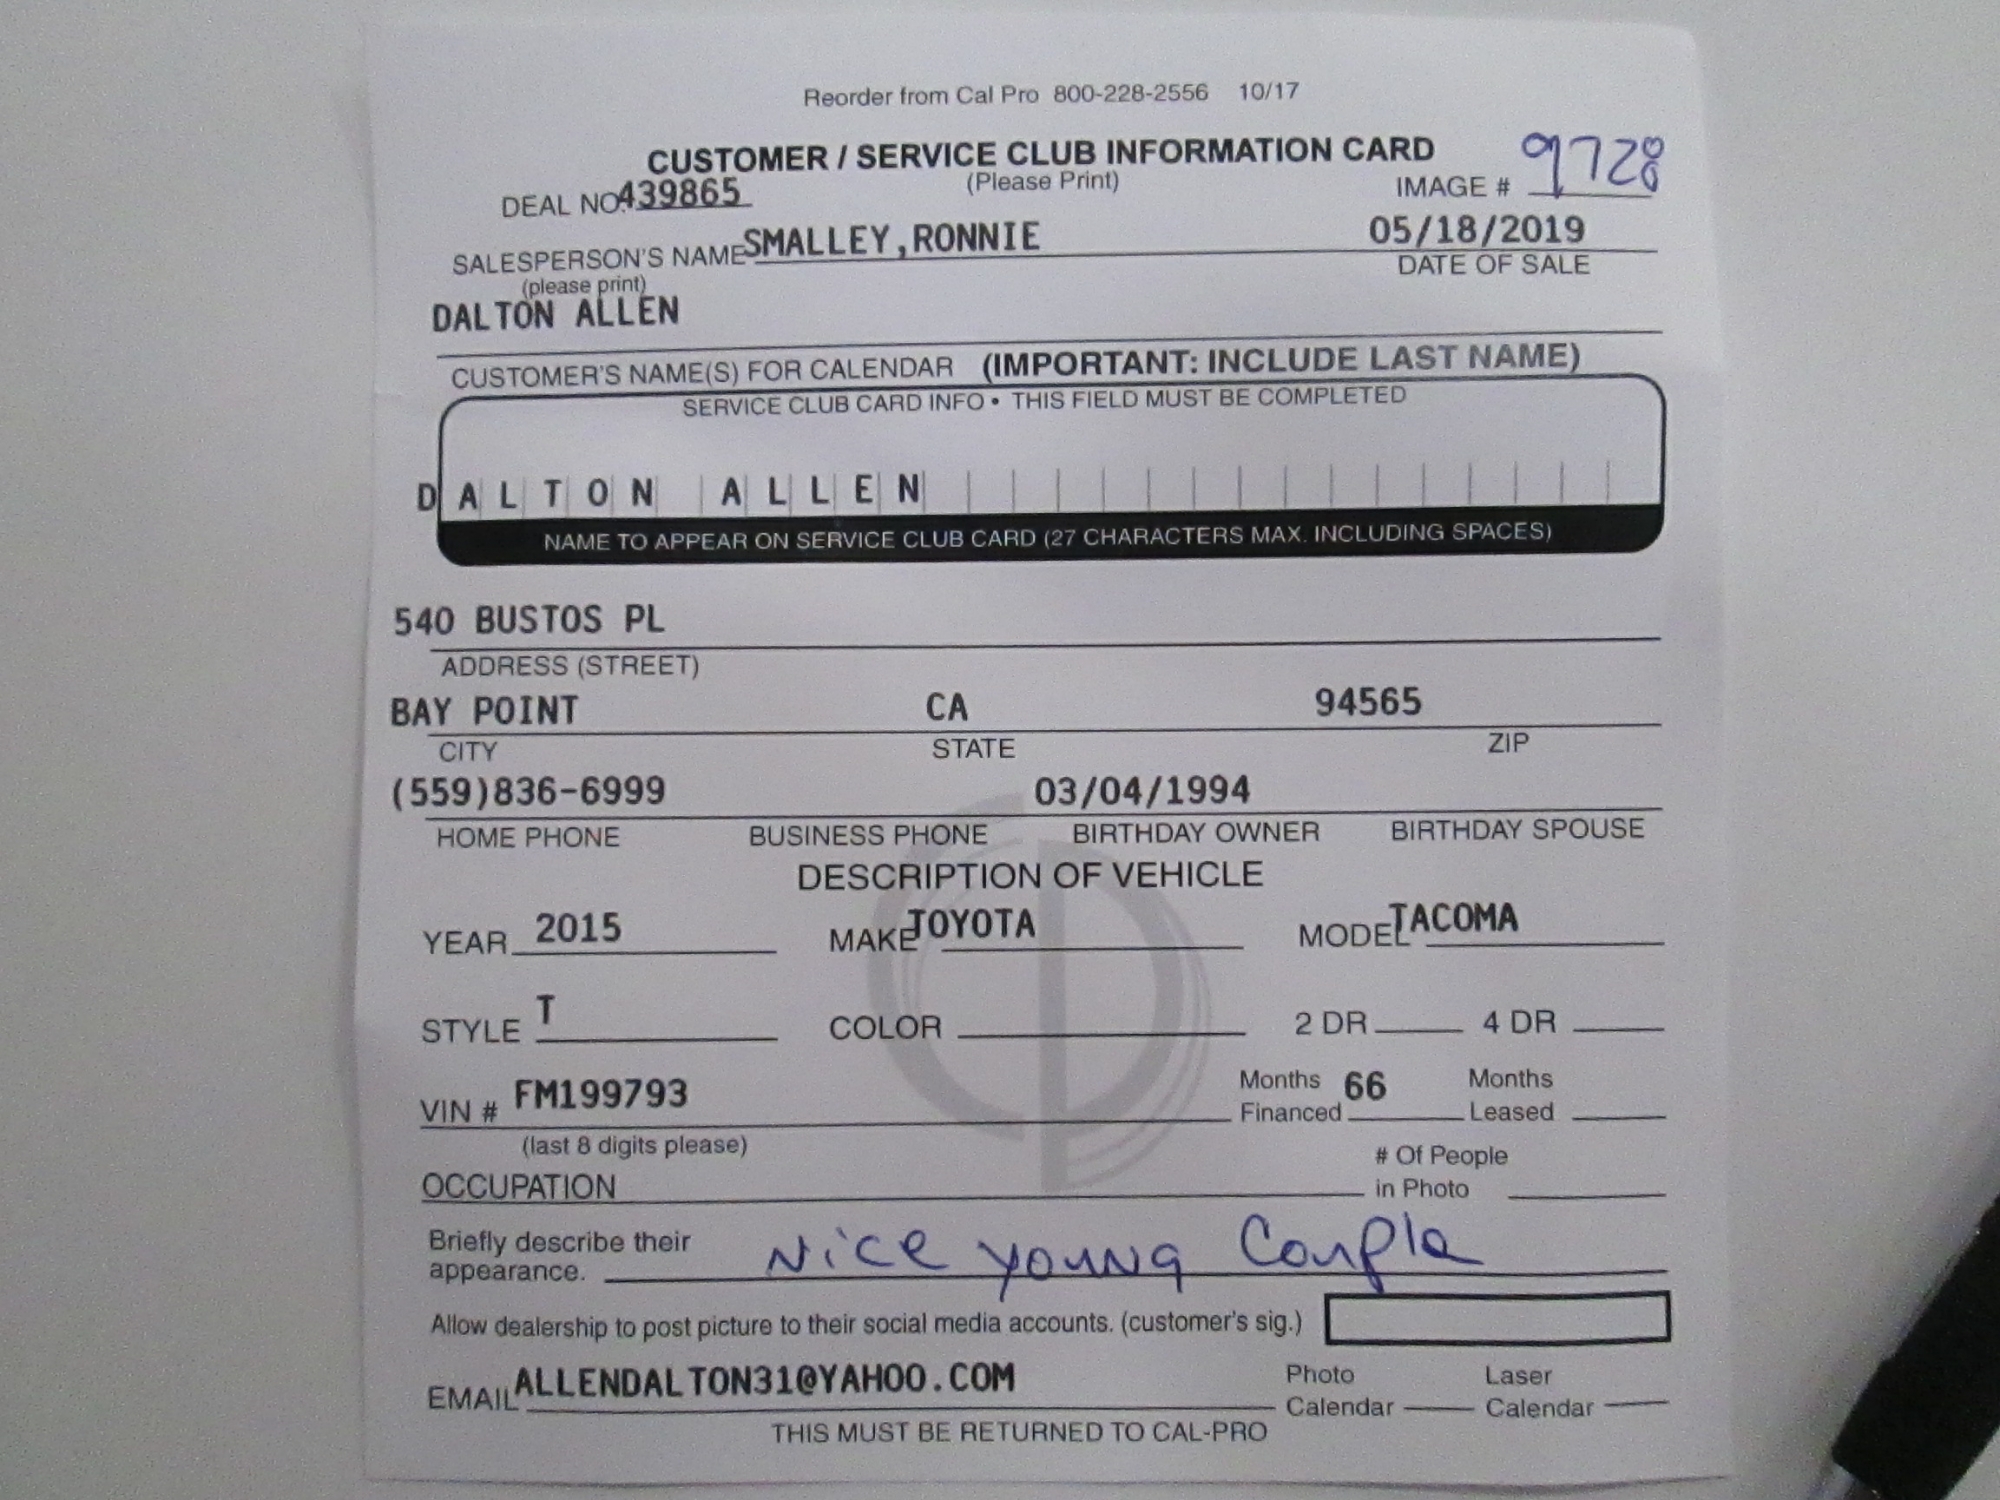 Reorder from Cal Pro 800-228-2556 10/17
CUSTOMER / SERVICE CLUB INFORMATION CARD
(Please Print)
DEAL NO. 439865 IMAGE # 9728
SALESPERSON'S NAME SMALLEY,RONNIE 05/18/2019
(please print) DATE OF SALE
DALTON ALLEN
CUSTOMER'S NAME(S) FOR CALENDAR (IMPORTANT: INCLUDE LAST NAME)
SERVICE CLUB CARD INFO • THIS FIELD MUST BE COMPLETED
DALTON ALLEN
NAME TO APPEAR ON SERVICE CLUB CARD (27 CHARACTERS MAX. INCLUDING SPACES)
540 BUSTOS PL
ADDRESS (STREET)
BAY POINT CA 94565
CITY STATE ZIP
(559)836-6999 03/04/1994
HOME PHONE BUSINESS PHONE BIRTHDAY OWNER BIRTHDAY SPOUSE
DESCRIPTION OF VEHICLE
YEAR 2015 MAKE TOYOTA MODEL TACOMA
STYLE T COLOR 2 DR 4 DR
VIN # FM199793 Months Financed 66 Months Leased
(last 8 digits please)
OCCUPATION # Of People in Photo
Briefly describe their appearance. Nice young Couple
Allow dealership to post picture to their social media accounts. (customer's sig.)
EMAIL ALLENDALTON31@YAHOO.COM Photo Calendar Laser Calendar
THIS MUST BE RETURNED TO CAL-PRO